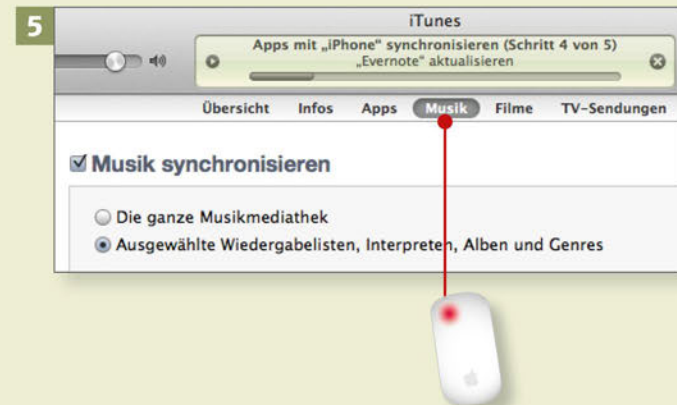 5
iTunes
Apps mit „iPhone“ synchronisieren (Schritt 4 von 5)
„Evernote“ aktualisieren
Übersicht Infos Apps Musik Filme TV-Sendungen
Musik synchronisieren
Die ganze Musikmediathek
Ausgewählte Wiedergabelisten, Interpreten, Alben und Genres